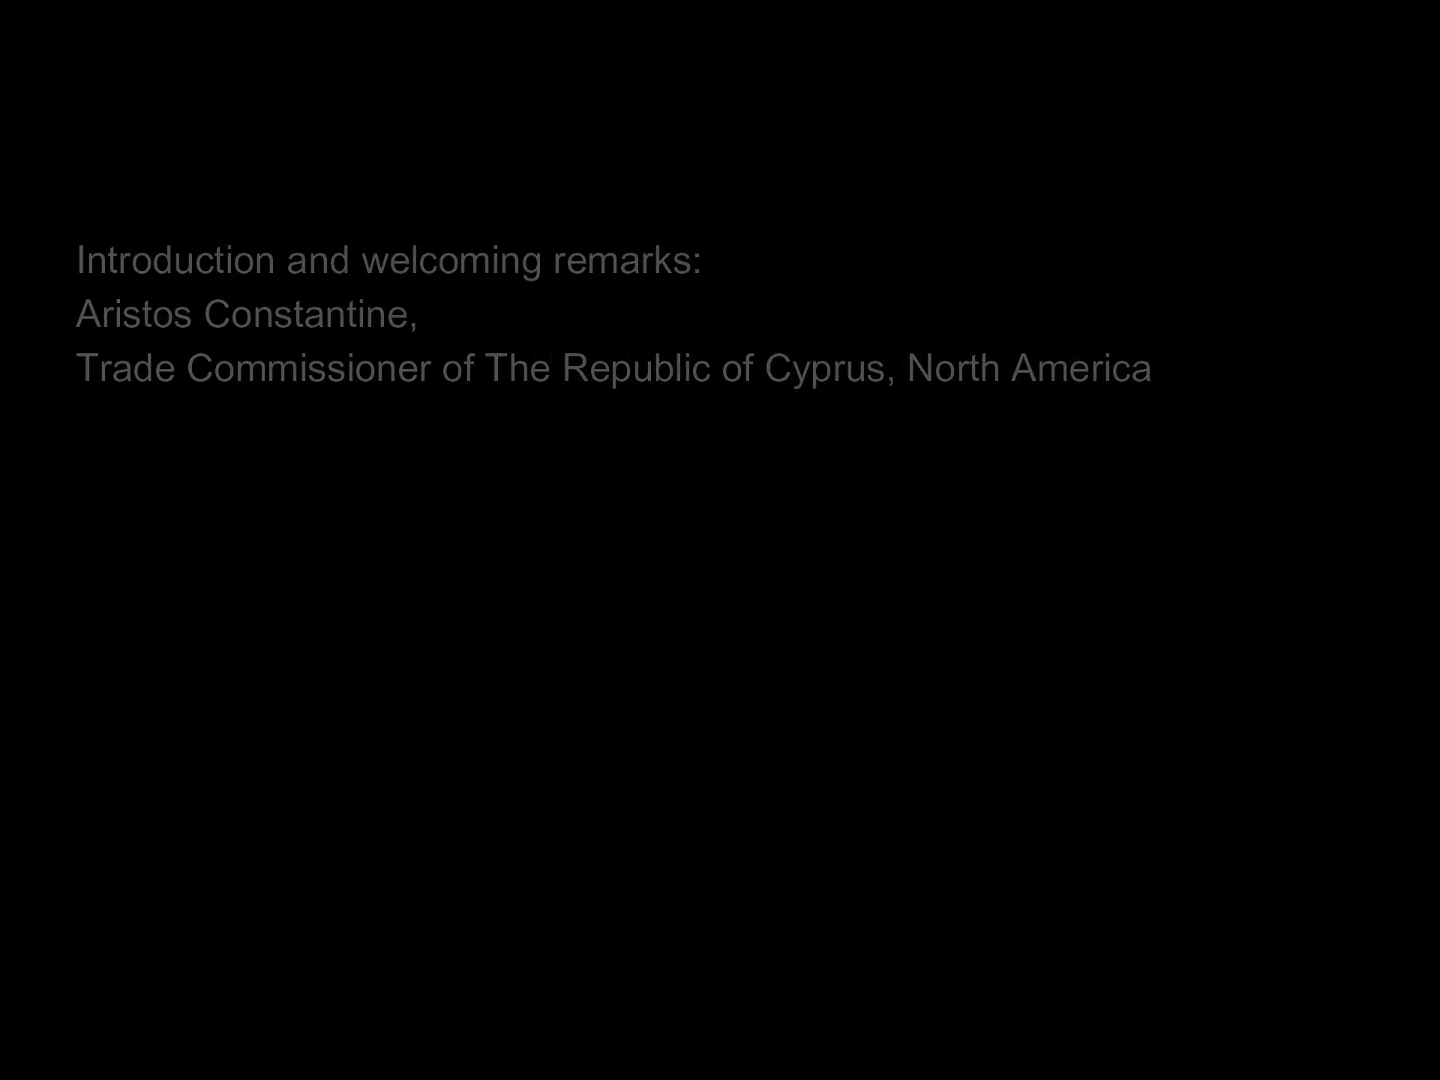 Introduction and welcoming remarks:
Aristos Constantine,
Trade Commissioner of The Republic of Cyprus, North America